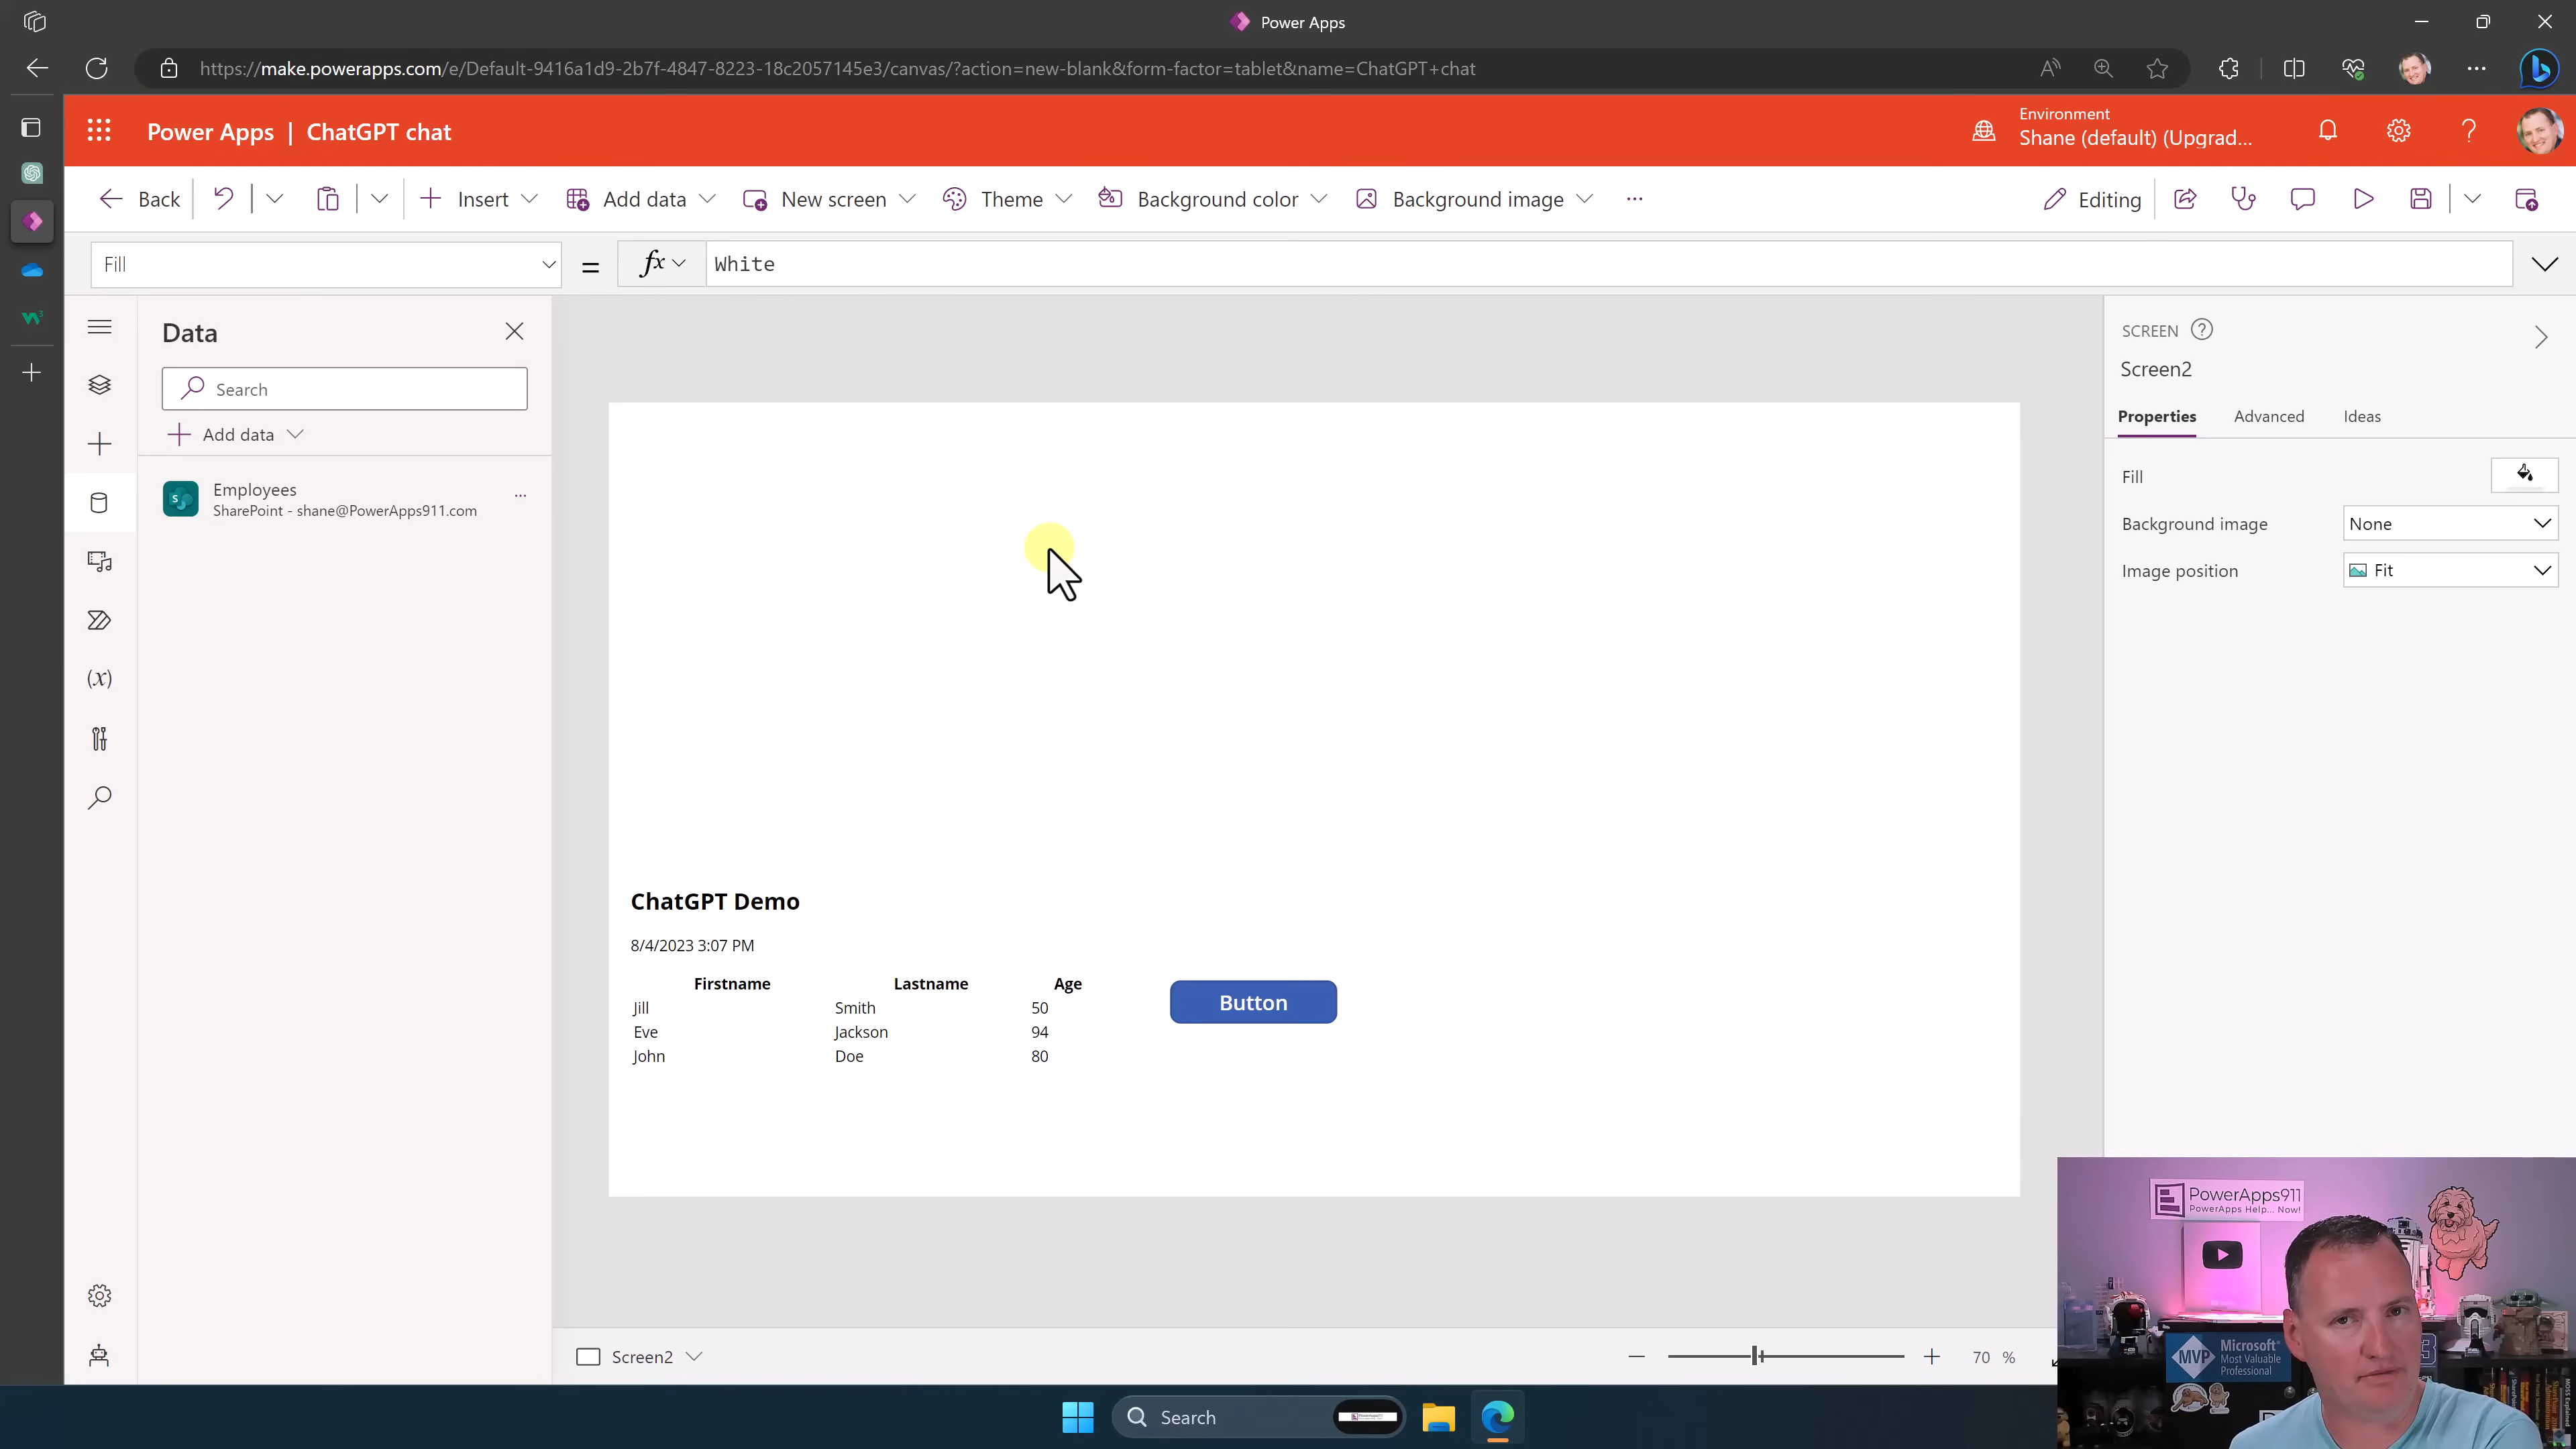 Power Apps
https://make.powerapps.com/e/Default-9416a1d9-2b7f-4847-8223-18c2057145e3/canvas/?action=new-blank&form-factor=tablet&name=ChatGPT+chat
Power Apps | ChatGPT chat
Environment
Shane (default) (Upgrad...
Back
Insert
Add data
New screen
Theme
Background color
Background image
...
Editing
Fill
=
fx
White
Data
Search
Add data
Employees
SharePoint - shane@PowerApps911.com
...
(x)
SCREEN
Screen2
Properties
Advanced
Ideas
Fill
Background image
None
Image position
Fit
ChatGPT Demo
8/4/2023 3:07 PM
Firstname Lastname Age
Jill Smith 50
Eve Jackson 94
John Doe 80
Button
Screen2
70 %
PowerApps911
PowerApps Help... Now!
MVP
Microsoft
Most Valuable
Professional
Search